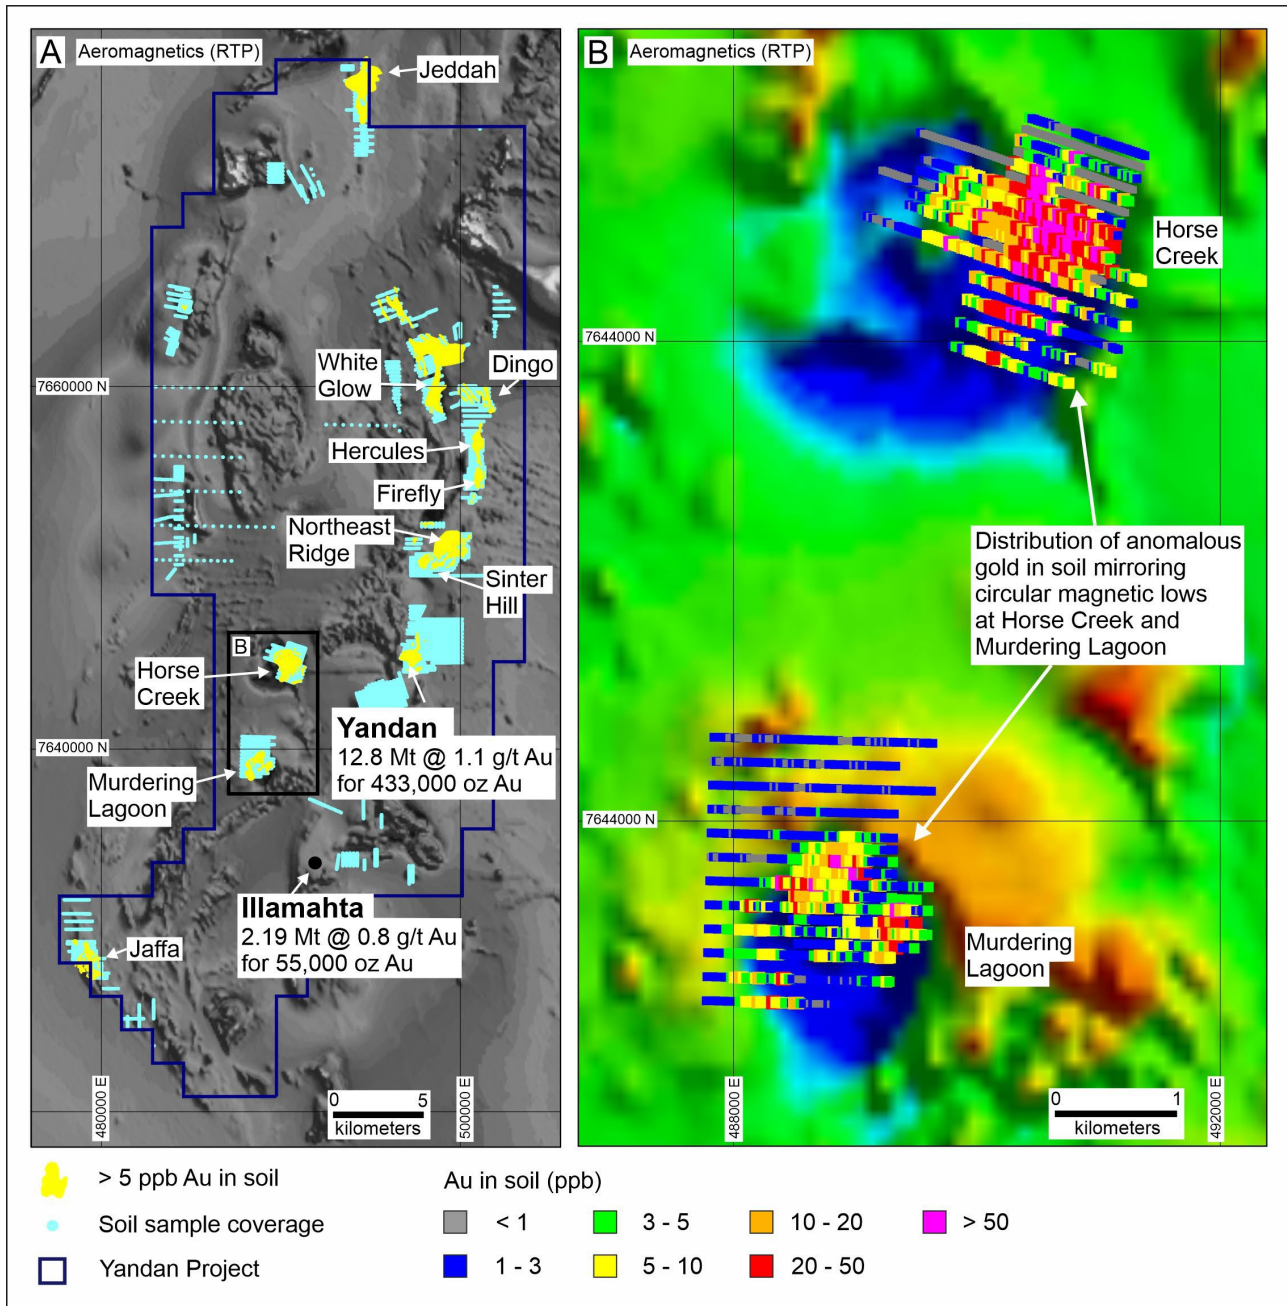 A
Aeromagnetics (RTP)
Jeddah
White
Glow
Dingo
7660000 N
Hercules
Firefly
Northeast
Ridge
Sinter
Hill
B
Horse
Creek
Yandan
12.8 Mt @ 1.1 g/t Au
for 433,000 oz Au
7640000 N
Murdering
Lagoon
Illamahta
2.19 Mt @ 0.8 g/t Au
for 55,000 oz Au
Jaffa
480000 E
0 5
kilometers
500000 E
B
Aeromagnetics (RTP)
Horse
Creek
7644000 N
Distribution of anomalous
gold in soil mirroring
circular magnetic lows
at Horse Creek and
Murdering Lagoon
7644000 N
Murdering
Lagoon
488000 E
0 1
kilometers
492000 E
> 5 ppb Au in soil
Soil sample coverage
Yandan Project
Au in soil (ppb)
< 1 3 - 5 10 - 20 > 50
1 - 3 5 - 10 20 - 50